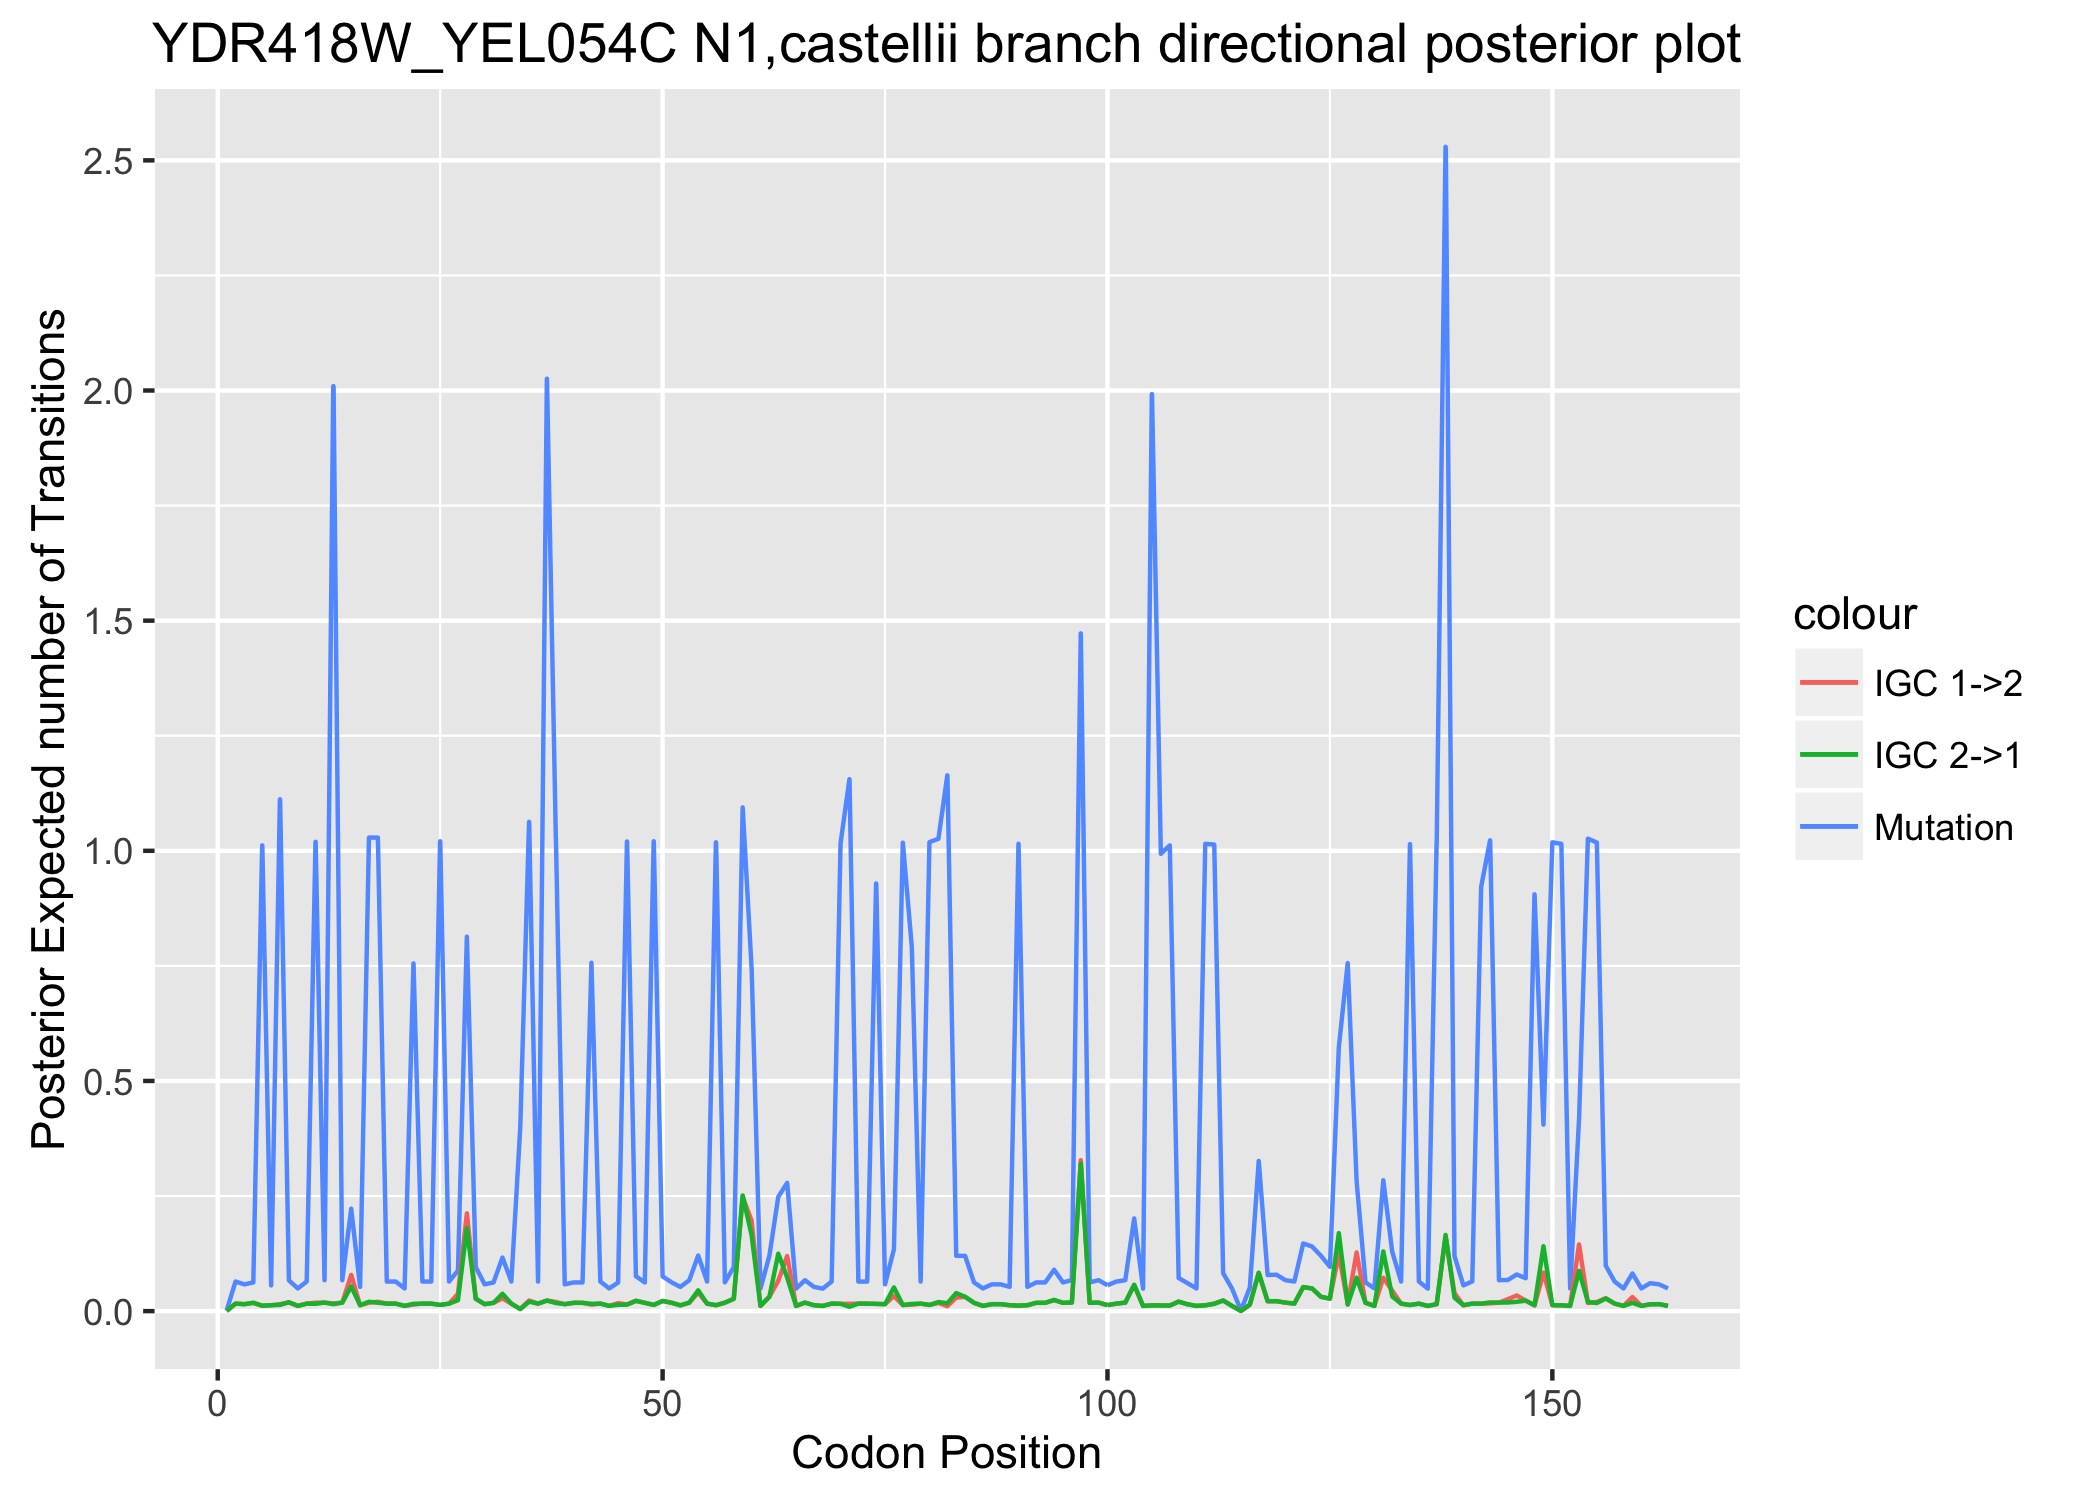 YDR418W_YEL054C N1,castellii branch directional posterior plot
Posterior Expected number of Transitions
2.5
2.0
1.5
1.0
0.5
0.0
0
50
100
150
Codon Position
colour
IGC 1->2
IGC 2->1
Mutation